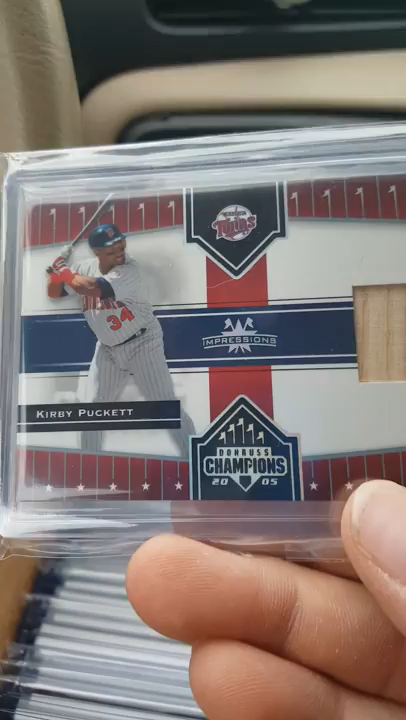 Twins
TWINS
34
IMPRESSIONS
KIRBY PUCKETT
DONRUSS
CHAMPIONS
20 05